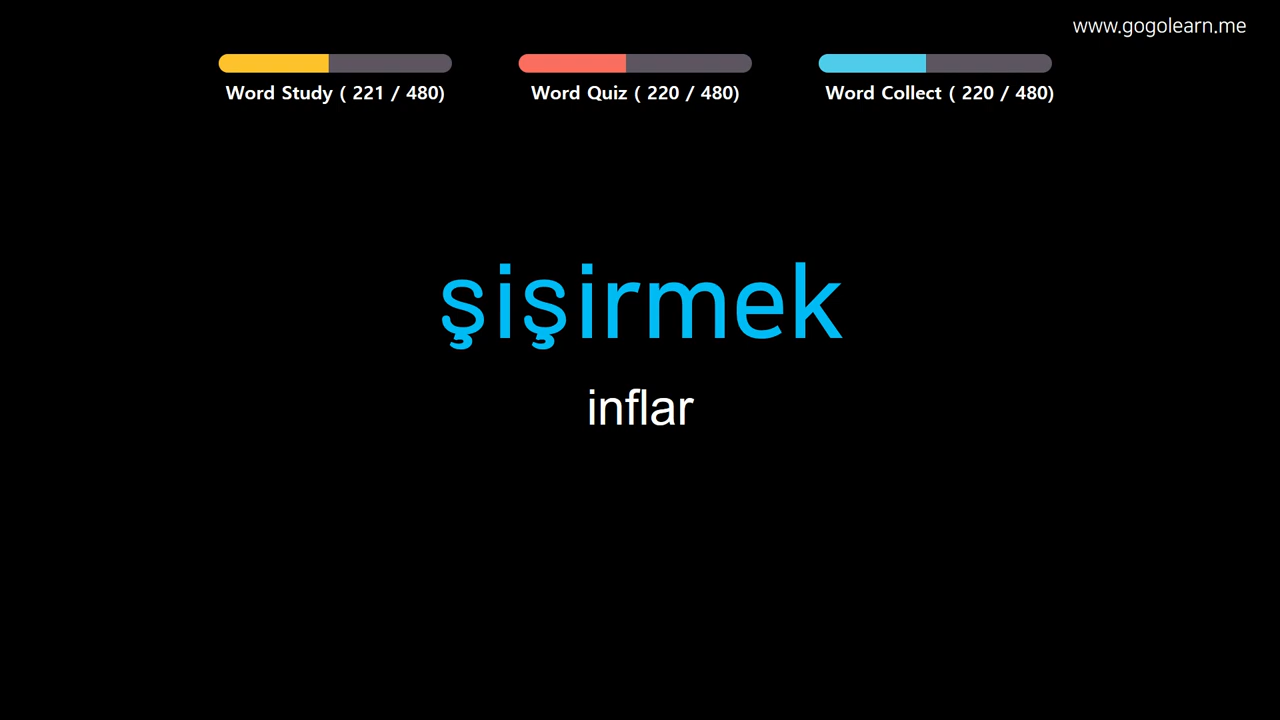 www.gogolearn.me
Word Study ( 221 / 480)
Word Quiz ( 220 / 480)
Word Collect ( 220 / 480)
şişirmek
inflar